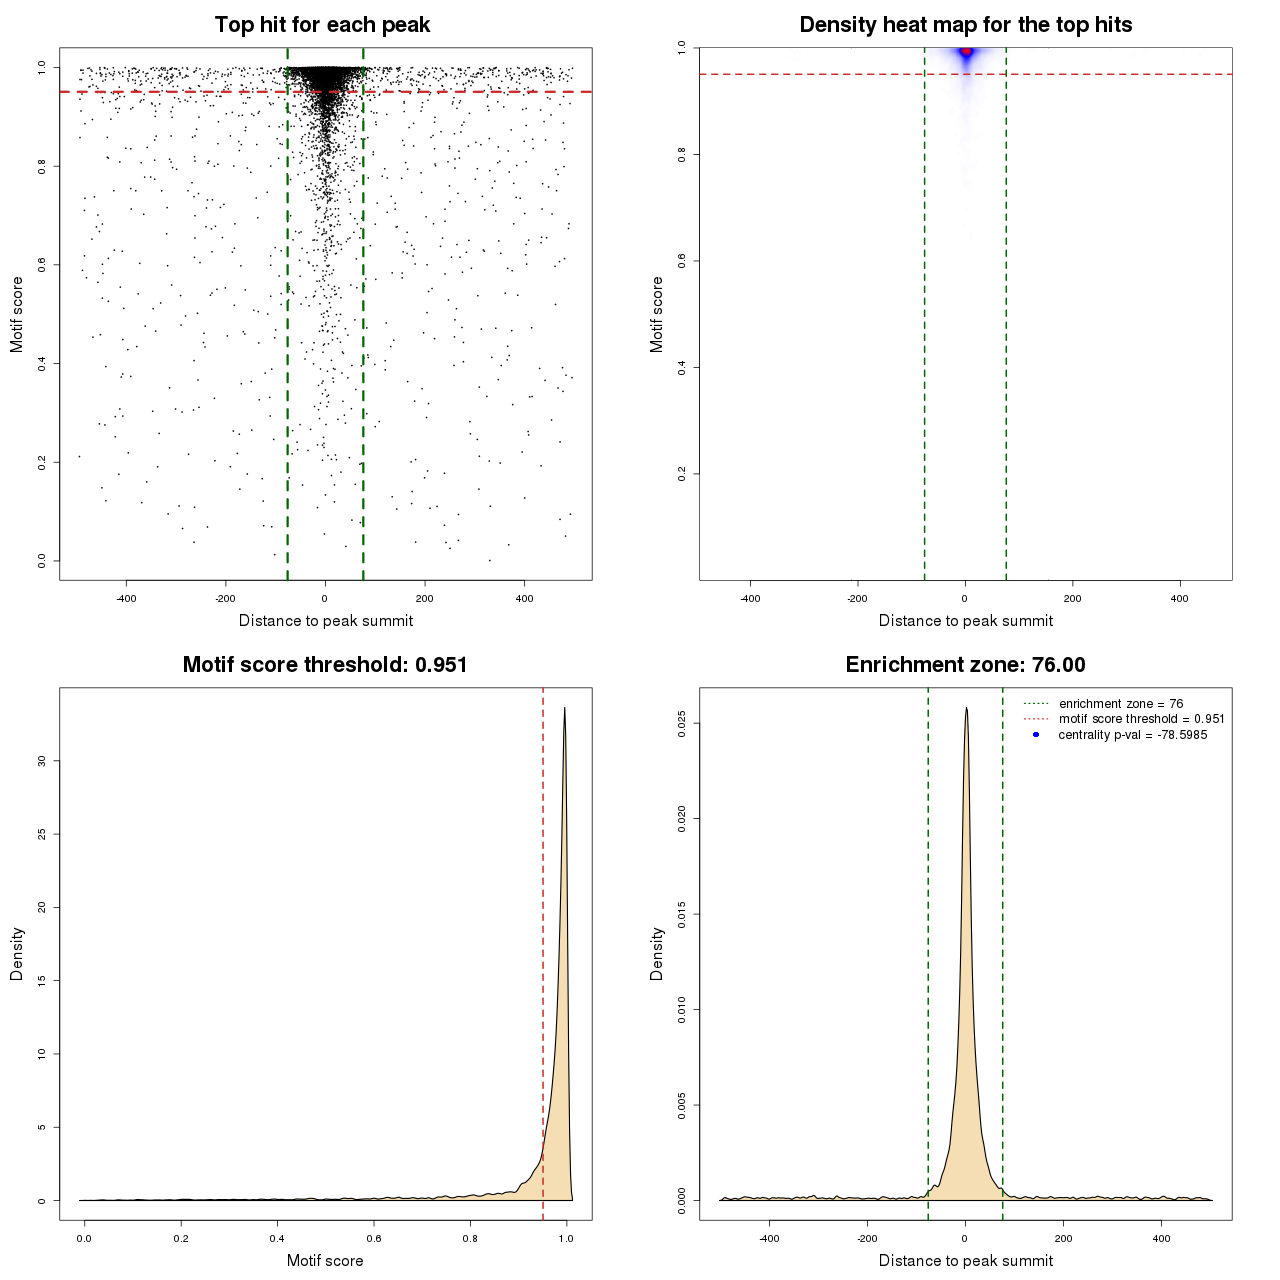 Top hit for each peak
Motif score
0.0 0.2 0.4 0.6 0.8 1.0
-400 -200 0 200 400
Distance to peak summit
Density heat map for the top hits
Motif score
0.2 0.4 0.6 0.8 1.0
-400 -200 0 200 400
Distance to peak summit
Motif score threshold: 0.951
Density
0 5 10 15 20 25 30
0.0 0.2 0.4 0.6 0.8 1.0
Motif score
Enrichment zone: 76.00
enrichment zone = 76
motif score threshold = 0.951
centrality p-val = -78.5985
Density
0.000 0.005 0.010 0.015 0.020 0.025
-400 -200 0 200 400
Distance to peak summit